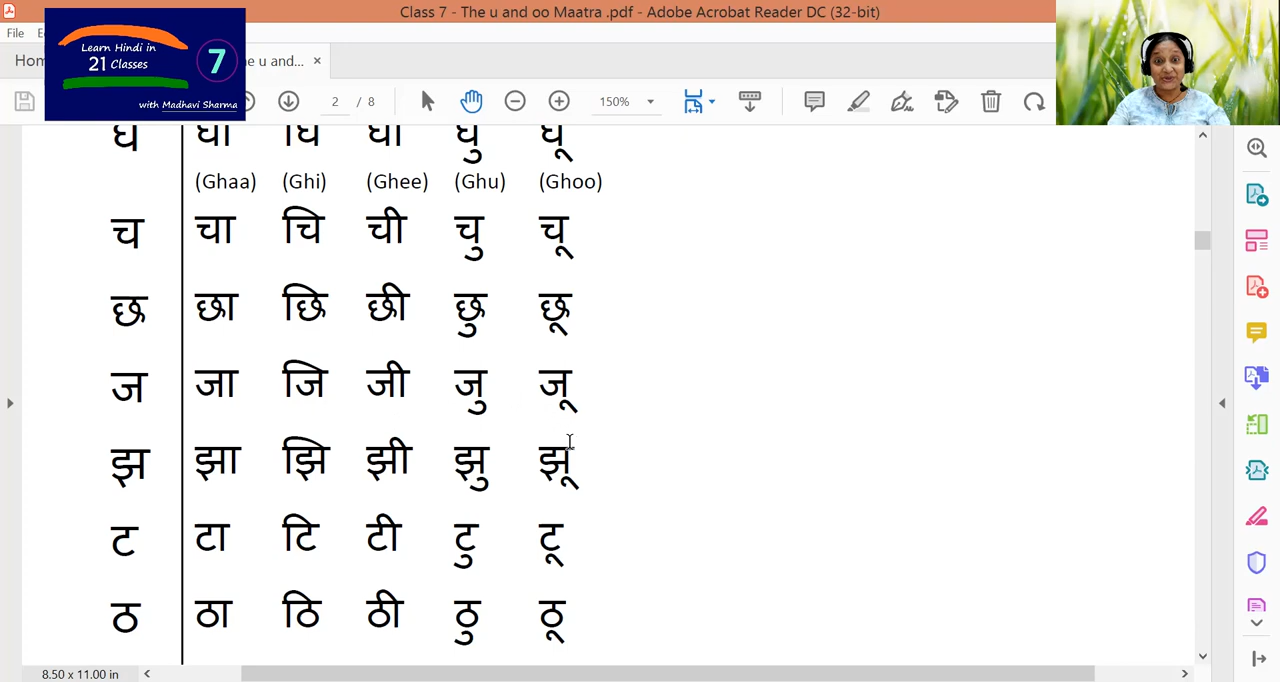 Class 7 - The u and oo Maatra .pdf - Adobe Acrobat Reader DC (32-bit)
File
Learn Hindi in
21 Classes
7
with Madhavi Sharma
Hom
e u and... ×
2 / 8
150%
घ घा घि घी घु घू
(Ghaa) (Ghi) (Ghee) (Ghu) (Ghoo)
च चा चि ची चु चू
छ छा छि छी छु छू
ज जा जि जी जु जू
झ झा झि झी झु झू
ट टा टि टी टु टू
ठ ठा ठि ठी ठु ठू
8.50 x 11.00 in